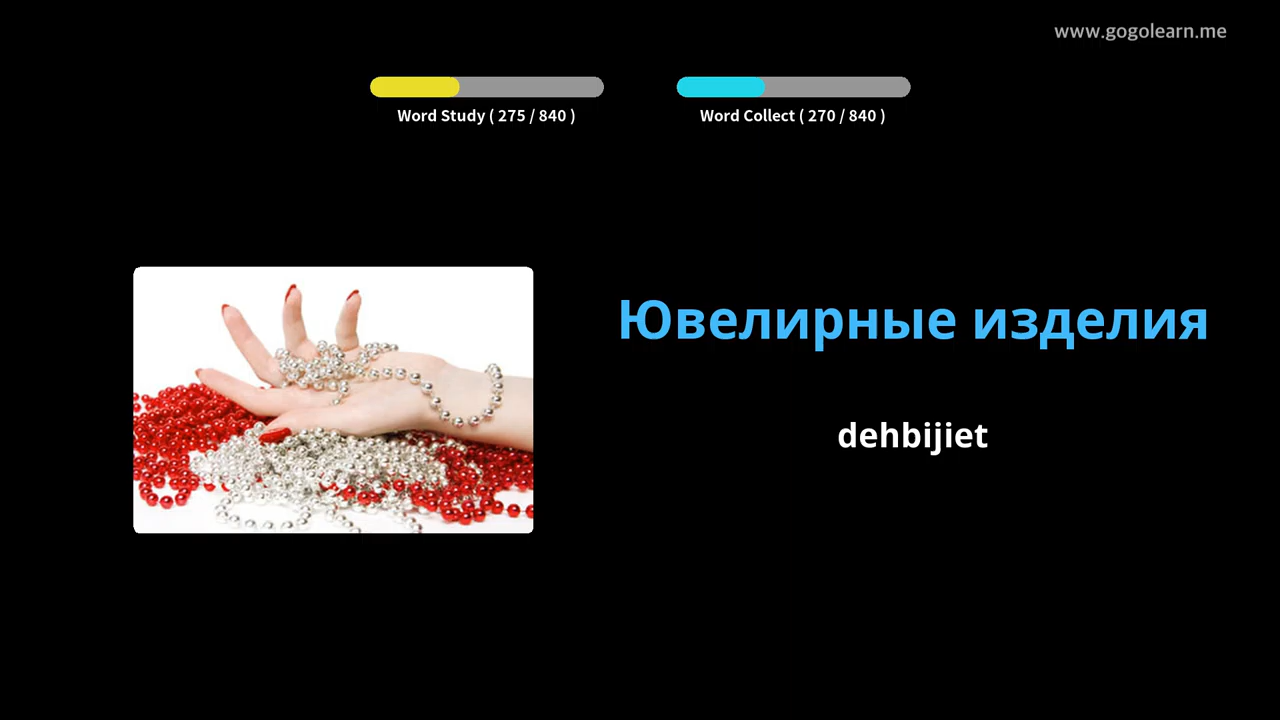 www.gogolearn.me
Word Study ( 275 / 840 )
Word Collect ( 270 / 840 )
Ювелирные изделия
dehbijiet